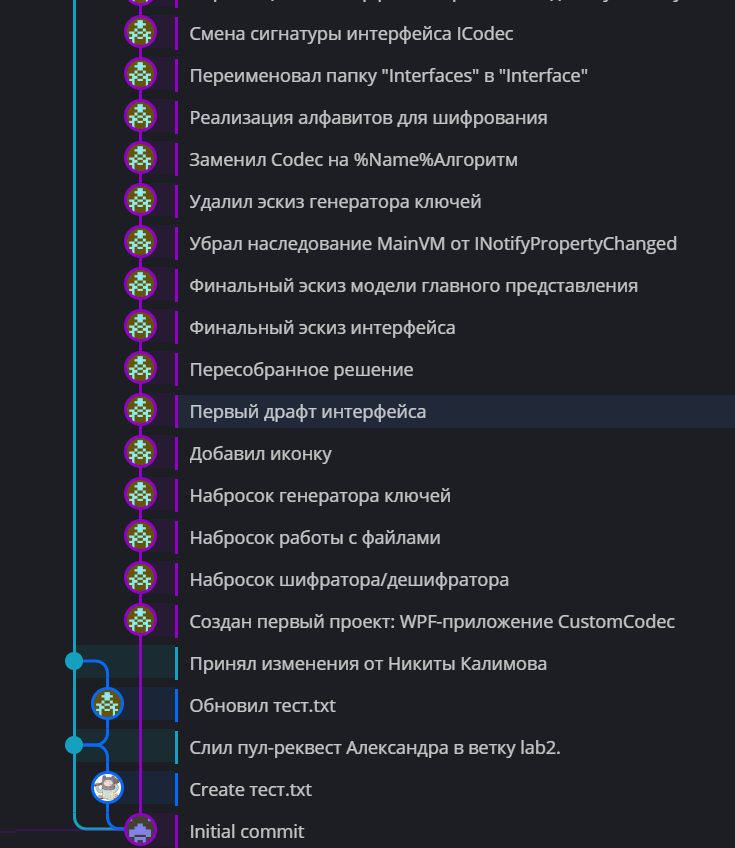 Смена сигнатуры интерфейса ICodec
Переименовал папку "Interfaces" в "Interface"
Реализация алфавитов для шифрования
Заменил Codec на %Name%Алгоритм
Удалил эскиз генератора ключей
Убрал наследование MainVM от INotifyPropertyChanged
Финальный эскиз модели главного представления
Финальный эскиз интерфейса
Пересобранное решение
Первый драфт интерфейса
Добавил иконку
Набросок генератора ключей
Набросок работы с файлами
Набросок шифратора/дешифратора
Создан первый проект: WPF-приложение CustomCodec
Принял изменения от Никиты Калимова
Обновил тест.txt
Слил пул-реквест Александра в ветку lab2.
Create тест.txt
Initial commit